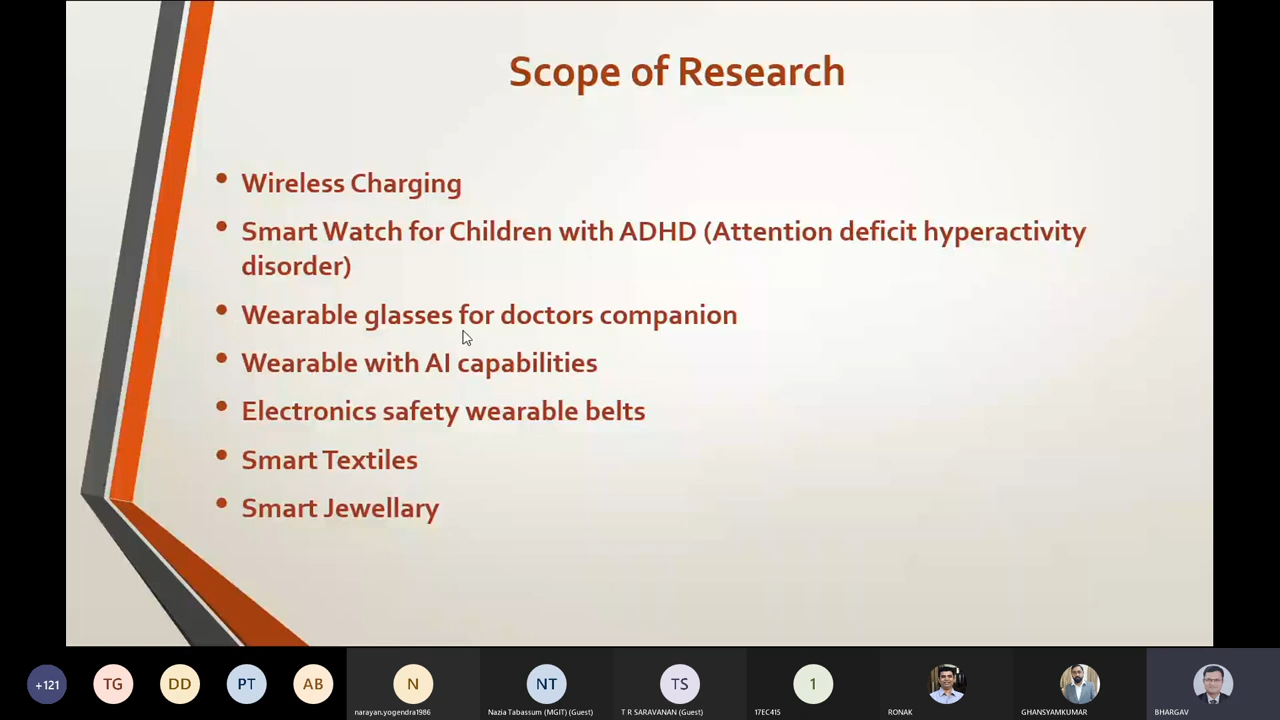 Scope of Research
• Wireless Charging
• Smart Watch for Children with ADHD (Attention deficit hyperactivity
disorder)
• Wearable glasses for doctors companion
• Wearable with AI capabilities
• Electronics safety wearable belts
• Smart Textiles
• Smart Jewellary
+121
TG
DD
PT
AB
N
NT
TS
1
narayan.yogendra1986
Nazia Tabassum (MGIT) (Guest)
T R SARAVANAN (Guest)
17EC415
RONAK
GHANSYAMKUMAR
BHARGAV